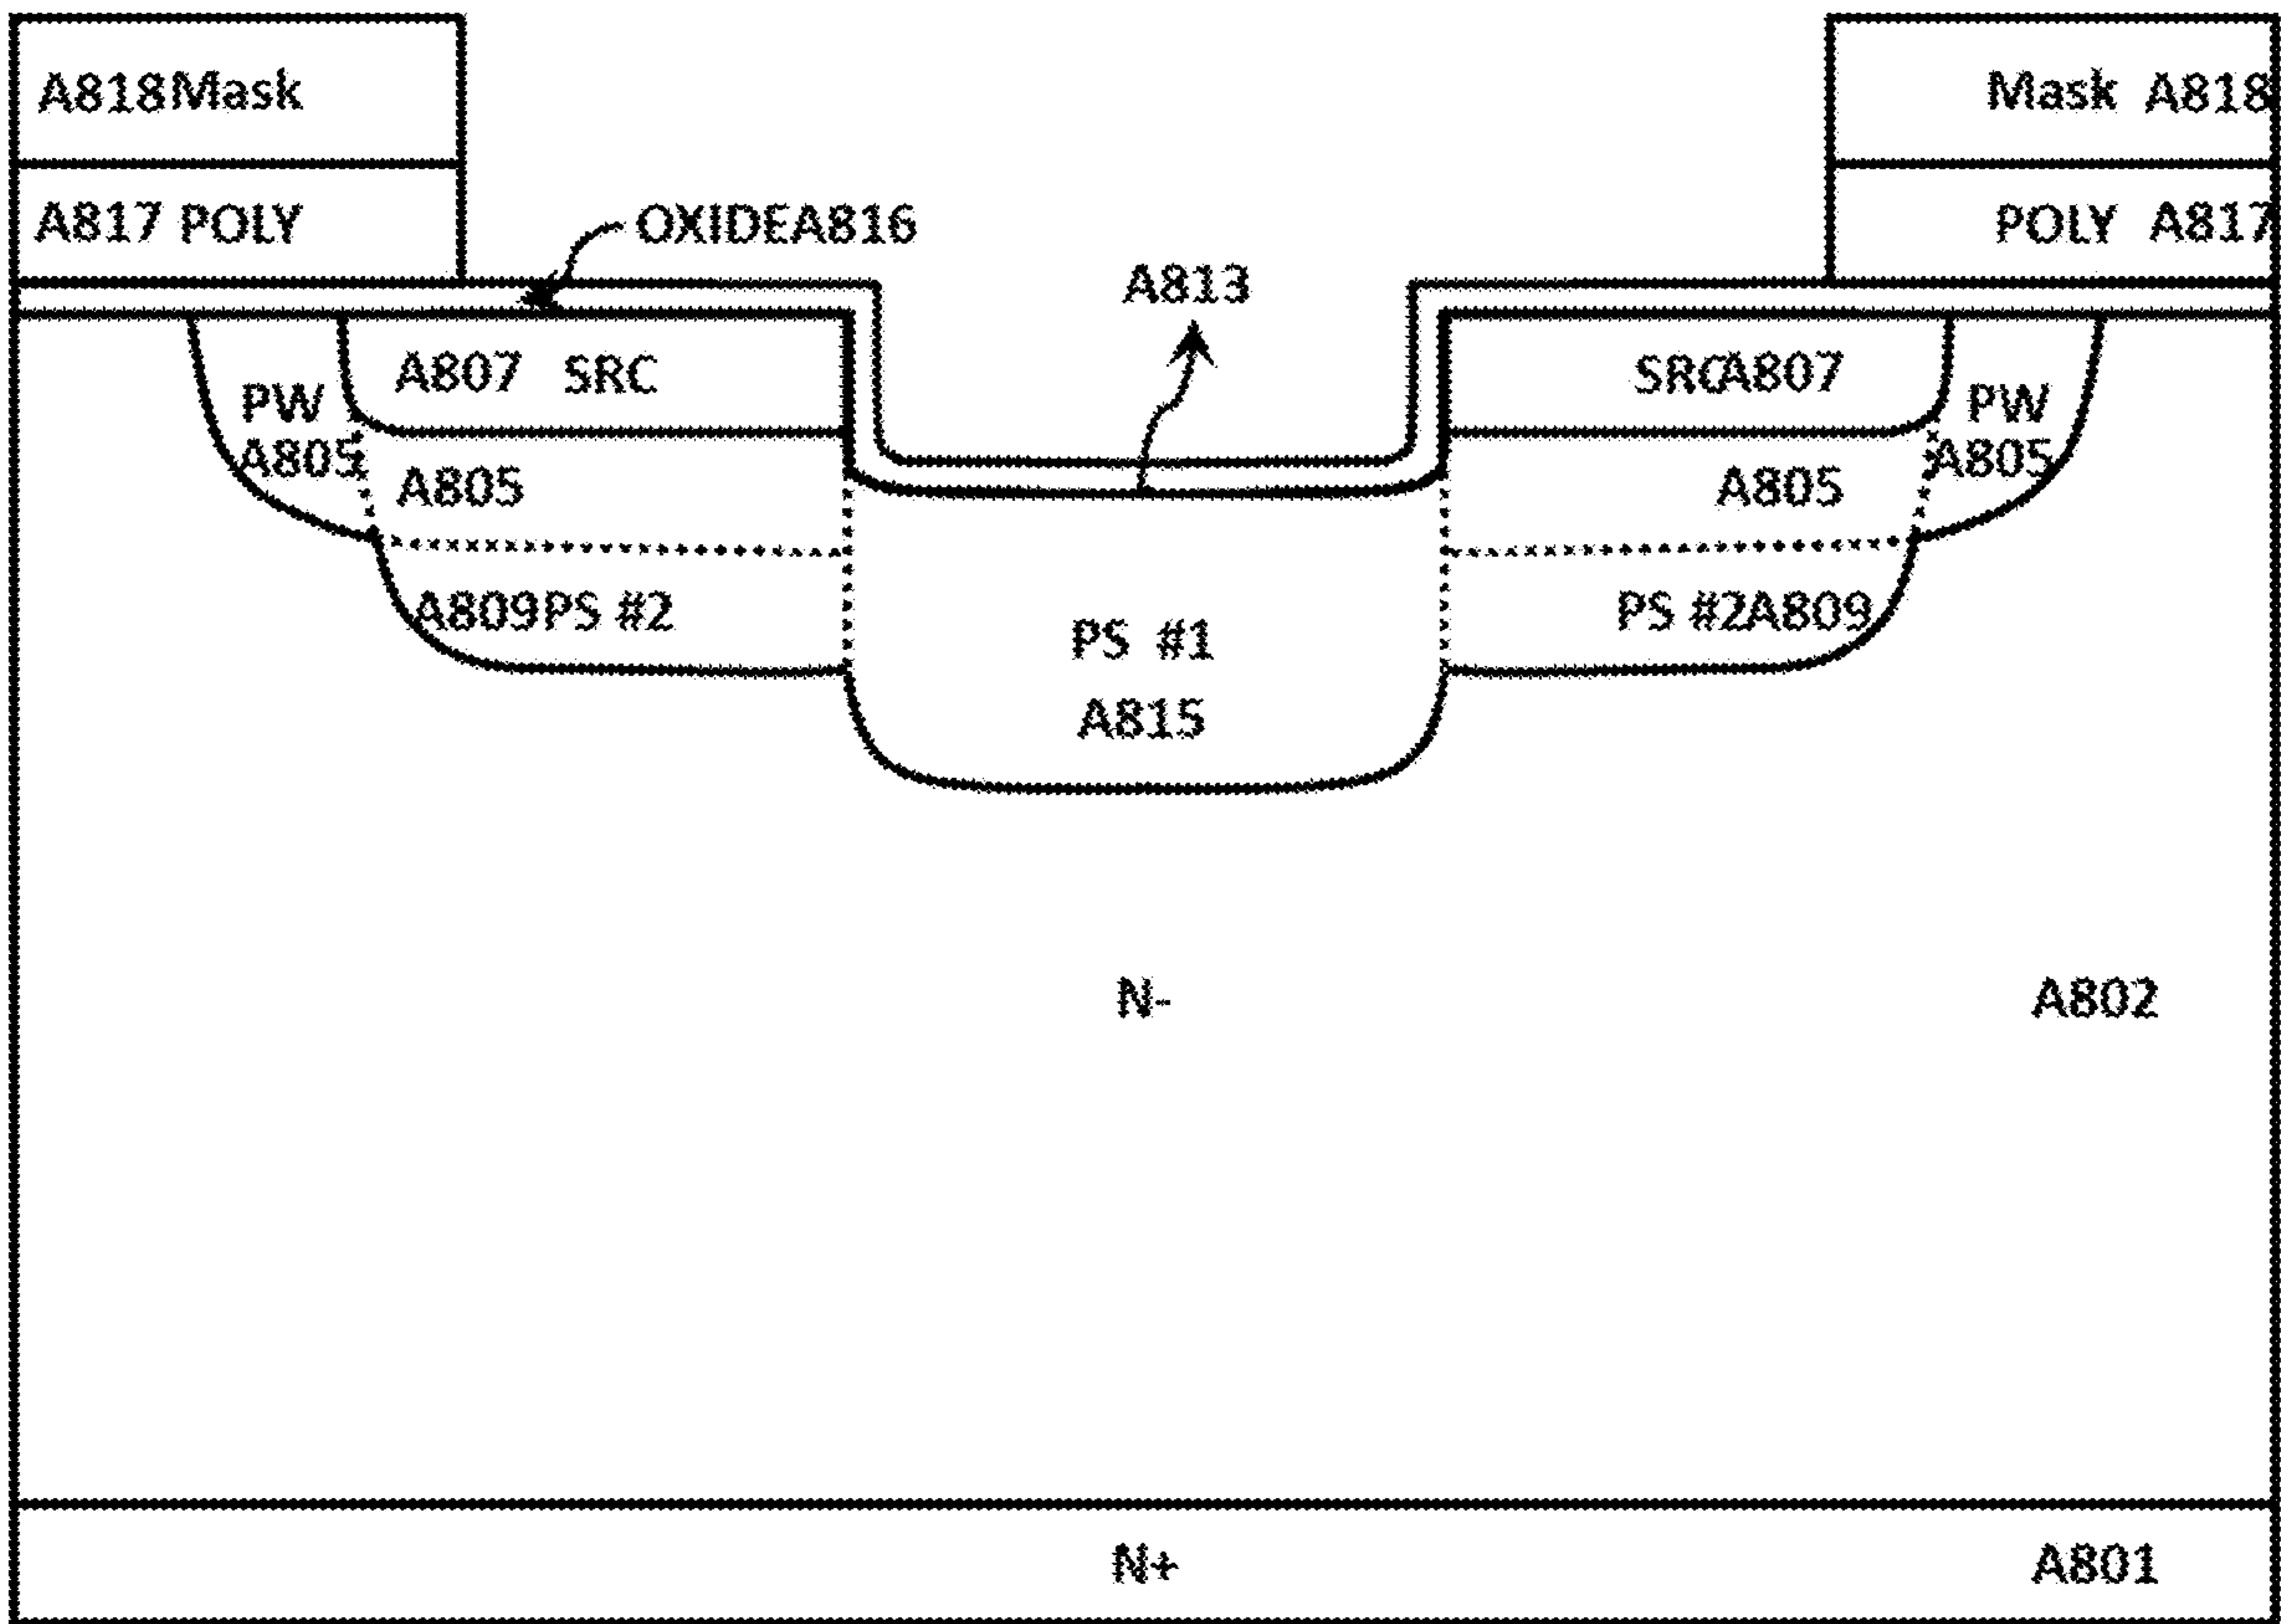 A818Mask
Mask A818
A817 POLY
OXIDEA816
POLY A817
A813
A807 SRC
SRCA807
PW
A805
PW
A805
A805
A805
A809PS #2
PS #2A809
PS #1
A815
N-
A802
N+
A801